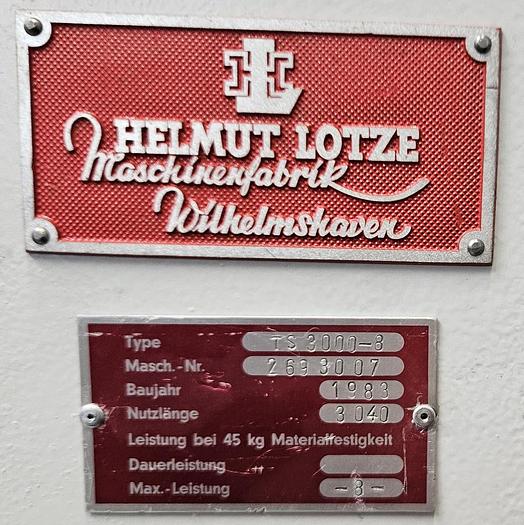 HL
HELMUT LOTZE
Maschinenfabrik
Wilhelmshaven
Type TS 3000-8
Masch.-Nr. 2693007
Baujahr 1983
Nutzlänge 3040
Leistung bei 45 kg Materialfestigkeit
Dauerleistung
Max.-Leistung -8-